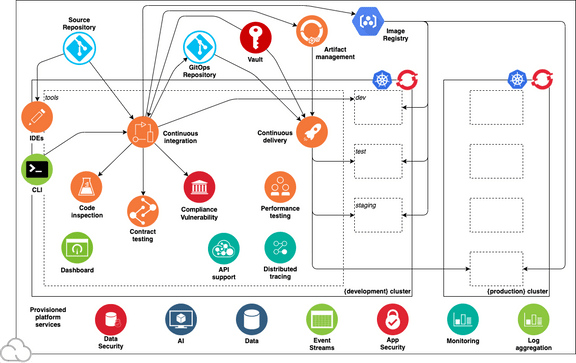 Source
Repository
GitOps
Repository
Vault
Artifact
management
Image
Registry
tools
IDEs
CLI
Continuous
integration
Continuous
delivery
dev
test
staging
Code
inspection
Contract
testing
Compliance
Vulnerability
Performance
testing
Dashboard
API
support
Distributed
tracing
(development) cluster
(production) cluster
Provisioned
platform
services
Data
Security
AI
Data
Event
Streams
App
Security
Monitoring
Log
aggregation